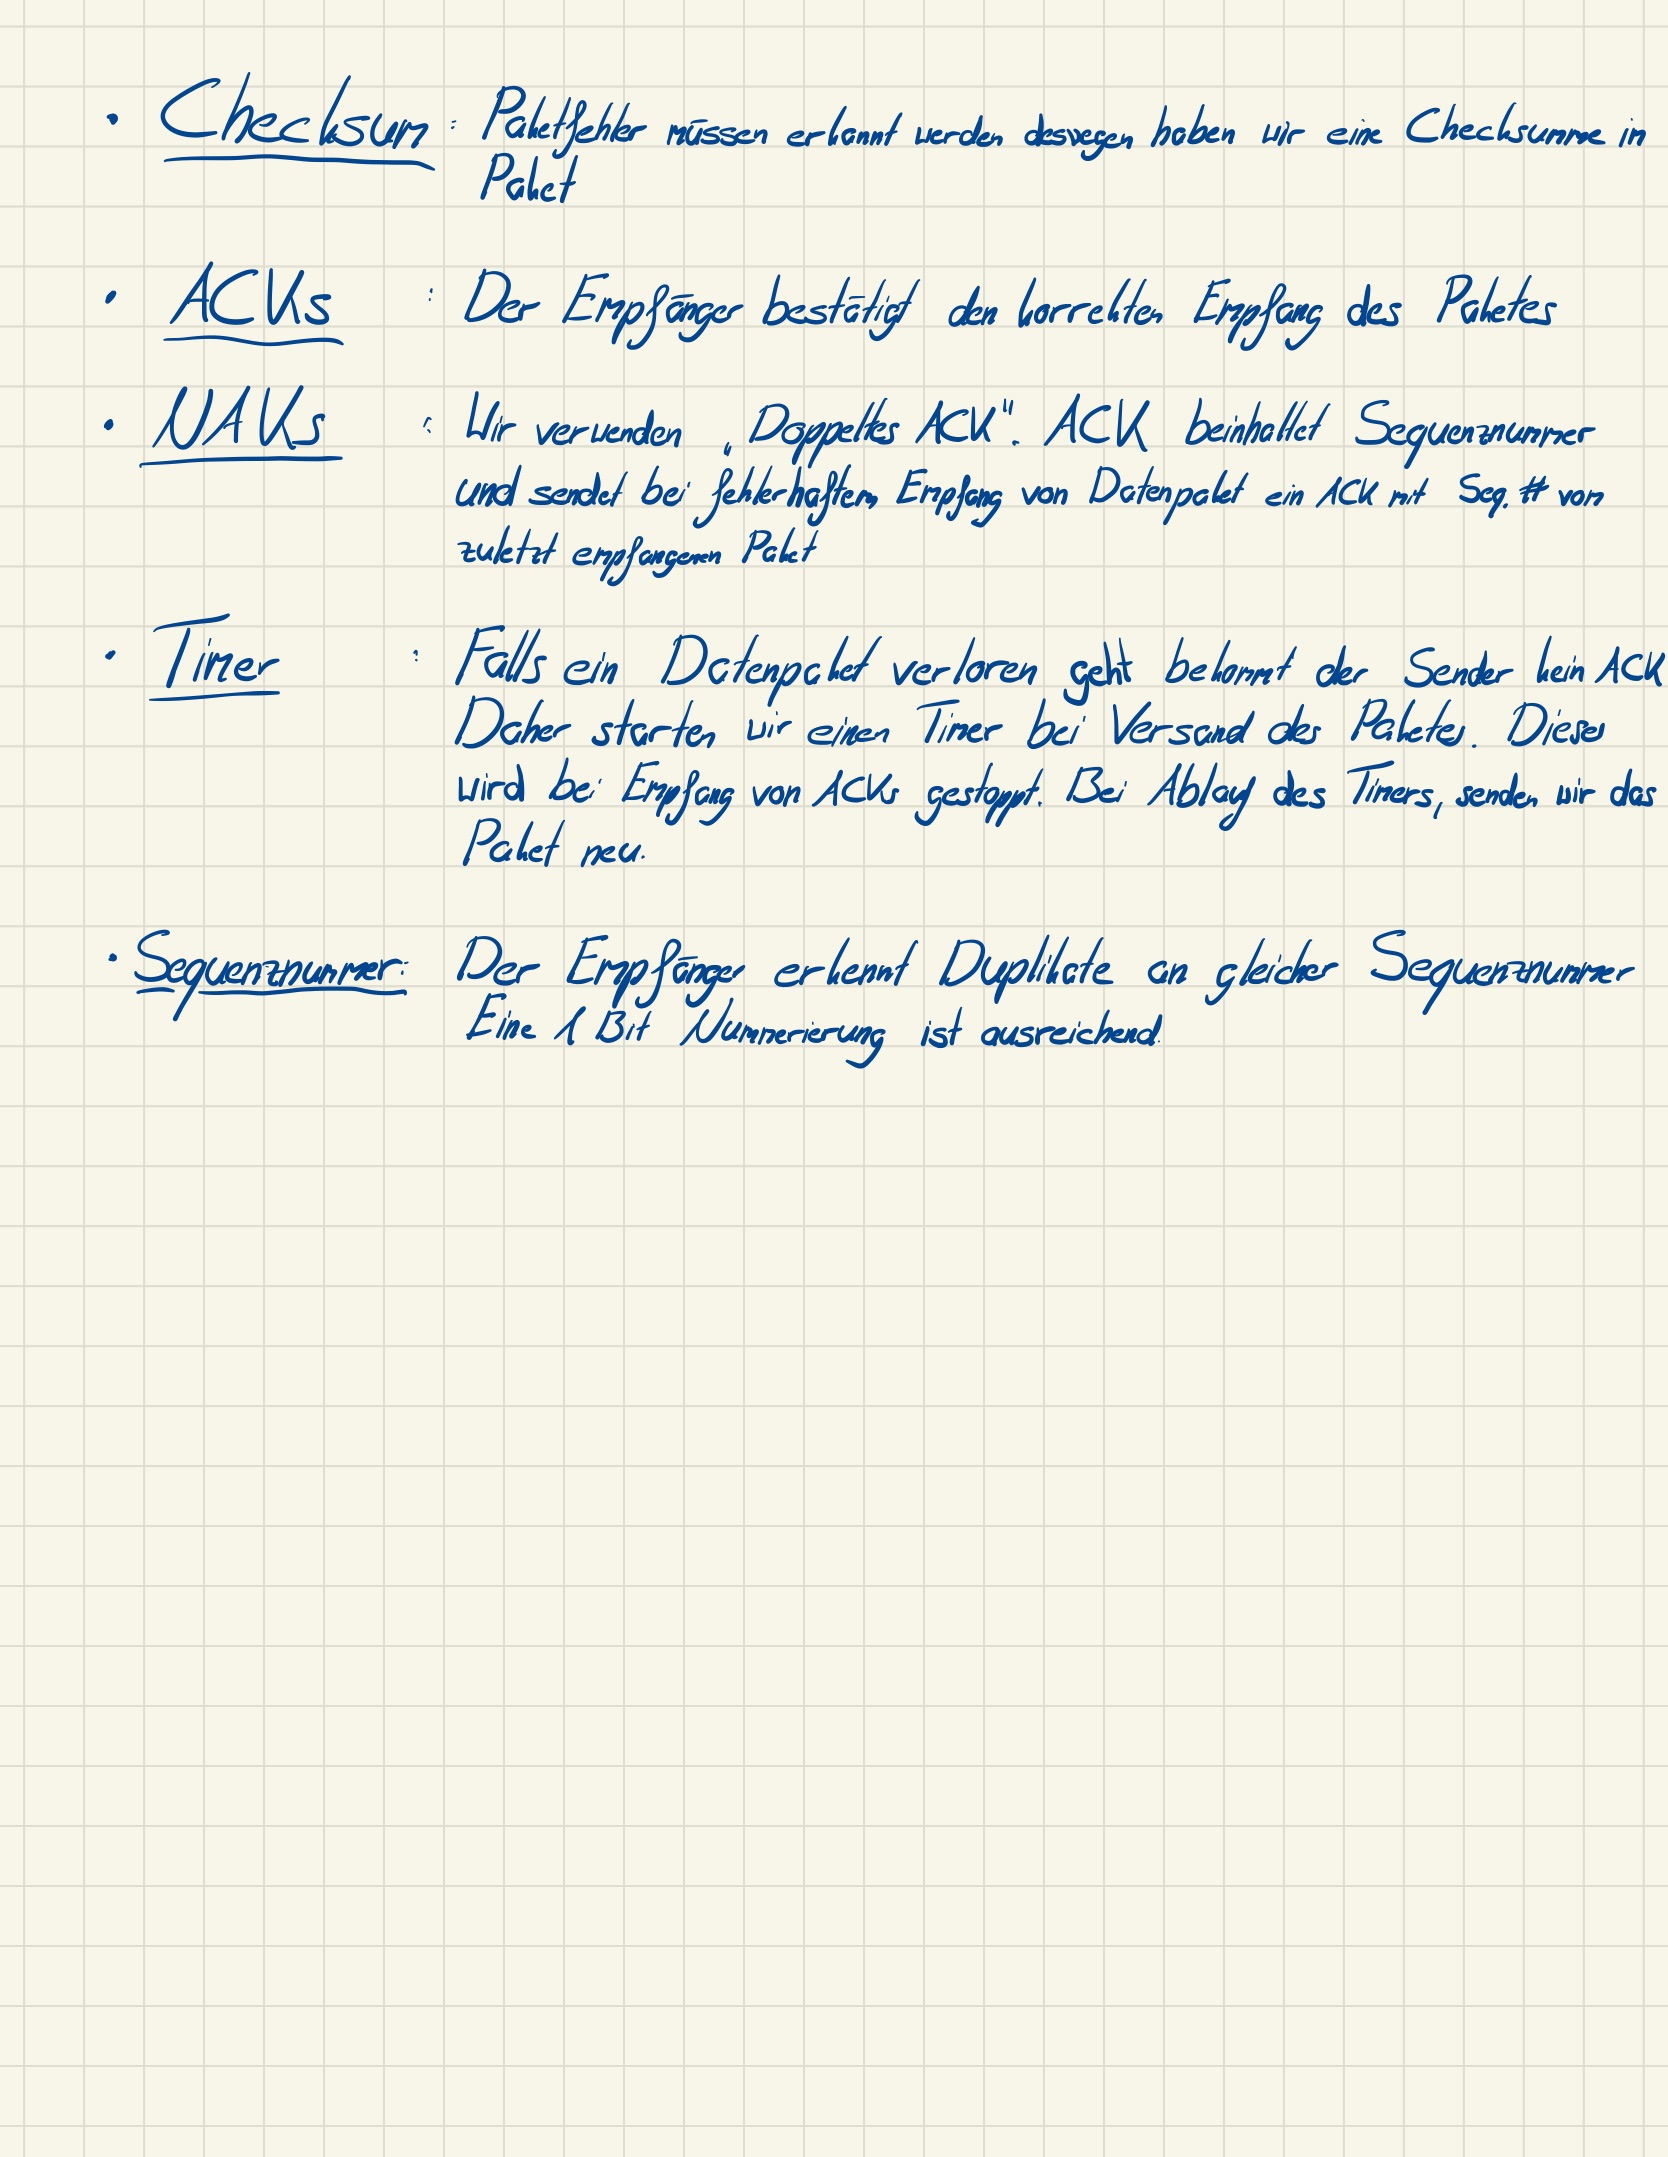 • Checksum : Paketfehler müssen erkannt werden deswegen haben wir eine Checksumme im
Paket
• ACKs : Der Empfänger bestätigt den korrekten Empfang des Paketes
• NAKs : Wir verwenden „Doppeltes ACK". ACK beinhaltet Sequenznummer
und sendet bei fehlerhaftem Empfang von Datenpaket ein ACK mit Seq. # vom
zuletzt empfangenen Paket
• Timer : Falls ein Datenpaket verloren geht bekommt der Sender kein ACK
Daher starten wir einen Timer bei Versand des Paketes. Dieser
wird bei Empfang von ACKs gestoppt. Bei Ablauf des Timers, senden wir das
Paket neu.
• Sequenznummer: Der Empfänger erkennt Duplikate an gleicher Sequenznummer
Eine 1 Bit Nummerierung ist ausreichend.